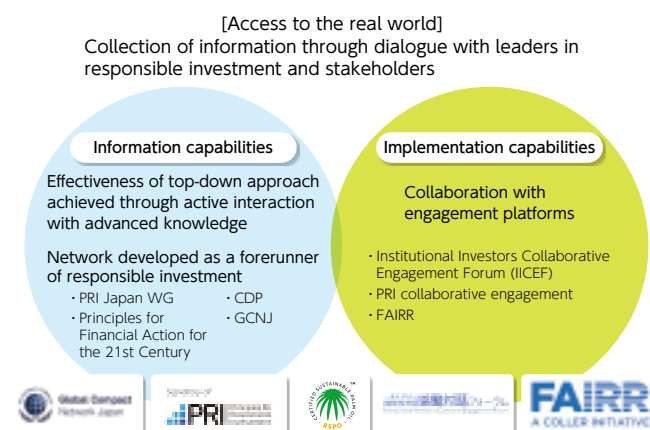 [Access to the real world]
Collection of information through dialogue with leaders in
responsible investment and stakeholders
Information capabilities
Effectiveness of top-down approach
achieved through active interaction
with advanced knowledge
Network developed as a forerunner
of responsible investment
・PRI Japan WG
・Principles for
Financial Action for
the 21st Century
・CDP
・GCNJ
Implementation capabilities
Collaboration with
engagement platforms
・Institutional Investors Collaborative
Engagement Forum (IICEF)
・PRI collaborative engagement
・FAIRR
Global Compact
Network Japan
Signatory of
PRI
CERTIFIED SUSTAINABLE PALM OIL
RSPO
FAIRR
A COLLER INITIATIVE